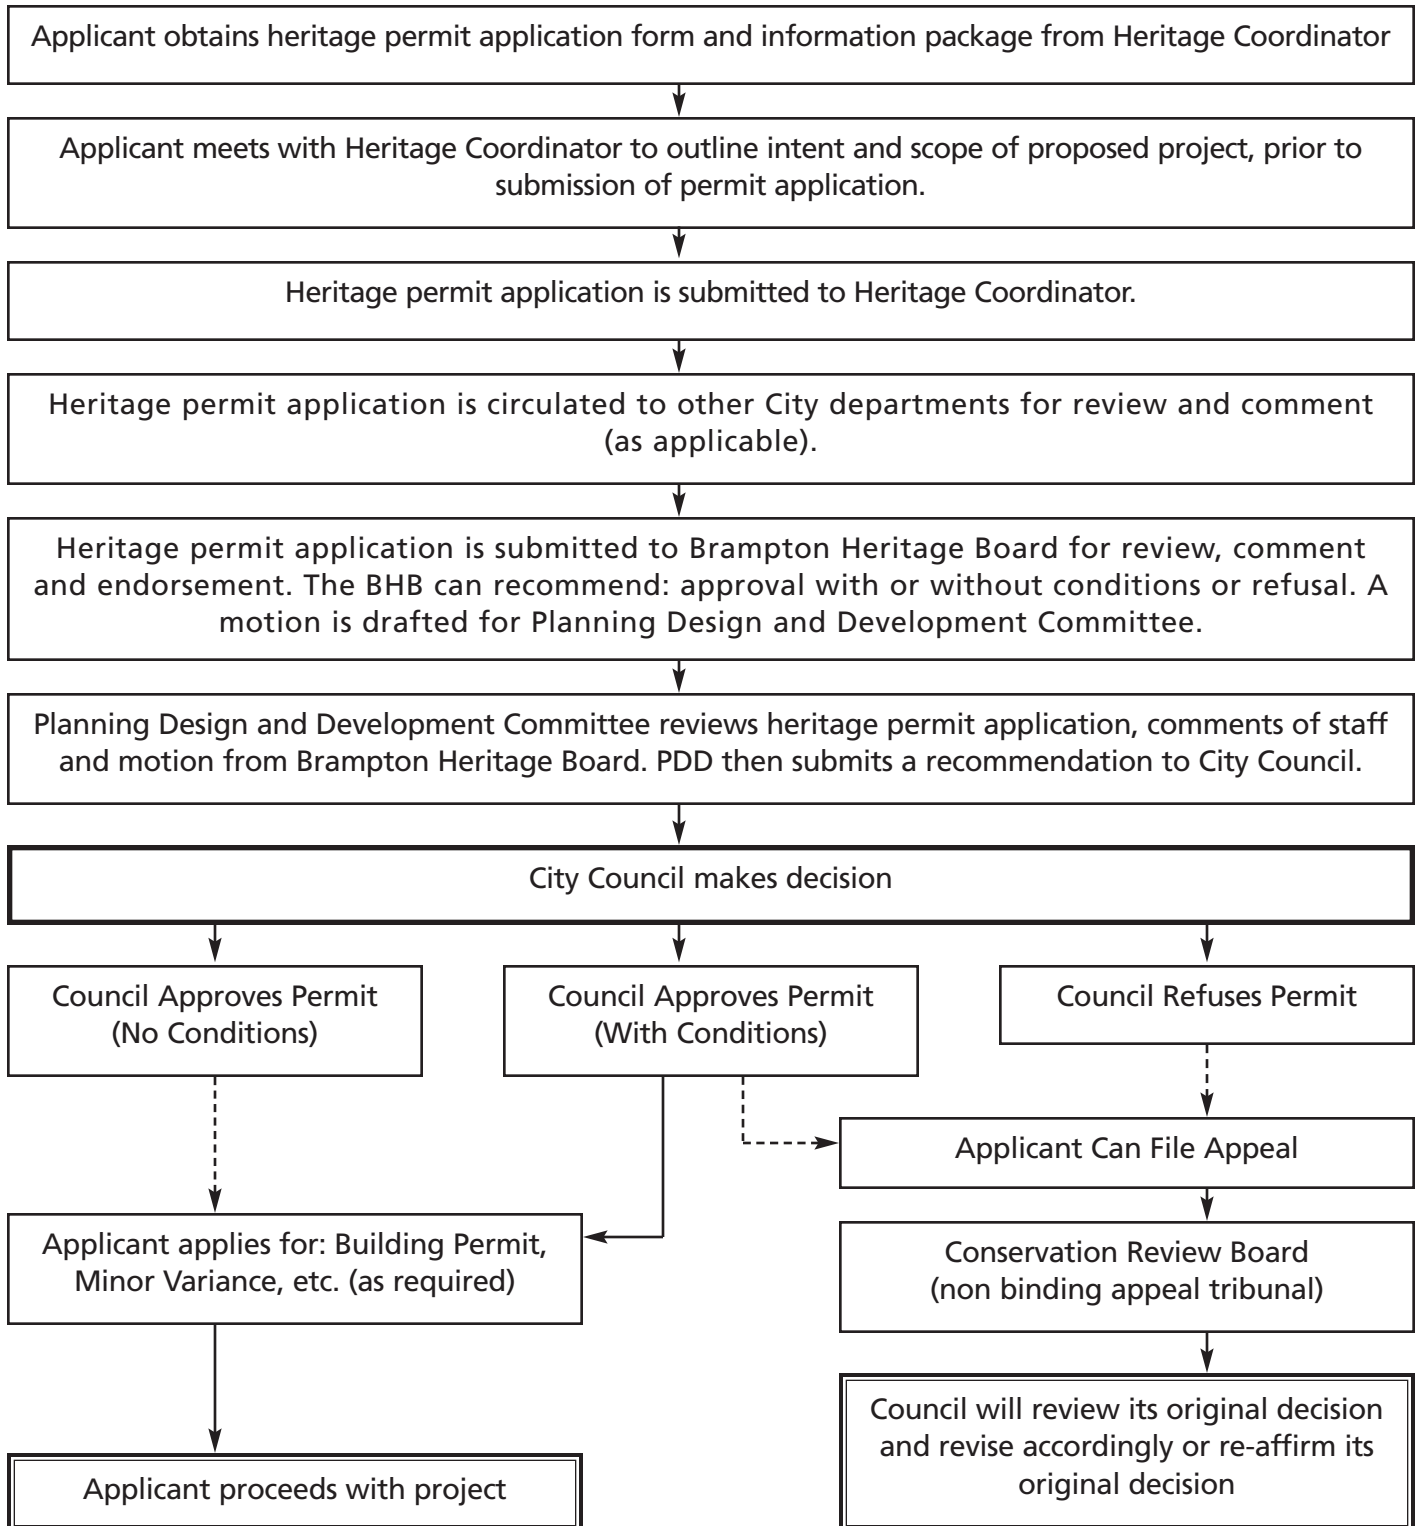 Applicant obtains heritage permit application form and information package from Heritage Coordinator
Applicant meets with Heritage Coordinator to outline intent and scope of proposed project, prior to
submission of permit application.
Heritage permit application is submitted to Heritage Coordinator.
Heritage permit application is circulated to other City departments for review and comment
(as applicable).
Heritage permit application is submitted to Brampton Heritage Board for review, comment
and endorsement. The BHB can recommend: approval with or without conditions or refusal. A
motion is drafted for Planning Design and Development Committee.
Planning Design and Development Committee reviews heritage permit application, comments of staff
and motion from Brampton Heritage Board. PDD then submits a recommendation to City Council.
City Council makes decision
Council Approves Permit
(No Conditions)
Council Approves Permit
(With Conditions)
Council Refuses Permit
Applicant Can File Appeal
Applicant applies for: Building Permit,
Minor Variance, etc. (as required)
Conservation Review Board
(non binding appeal tribunal)
Council will review its original decision
and revise accordingly or re-affirm its
original decision
Applicant proceeds with project